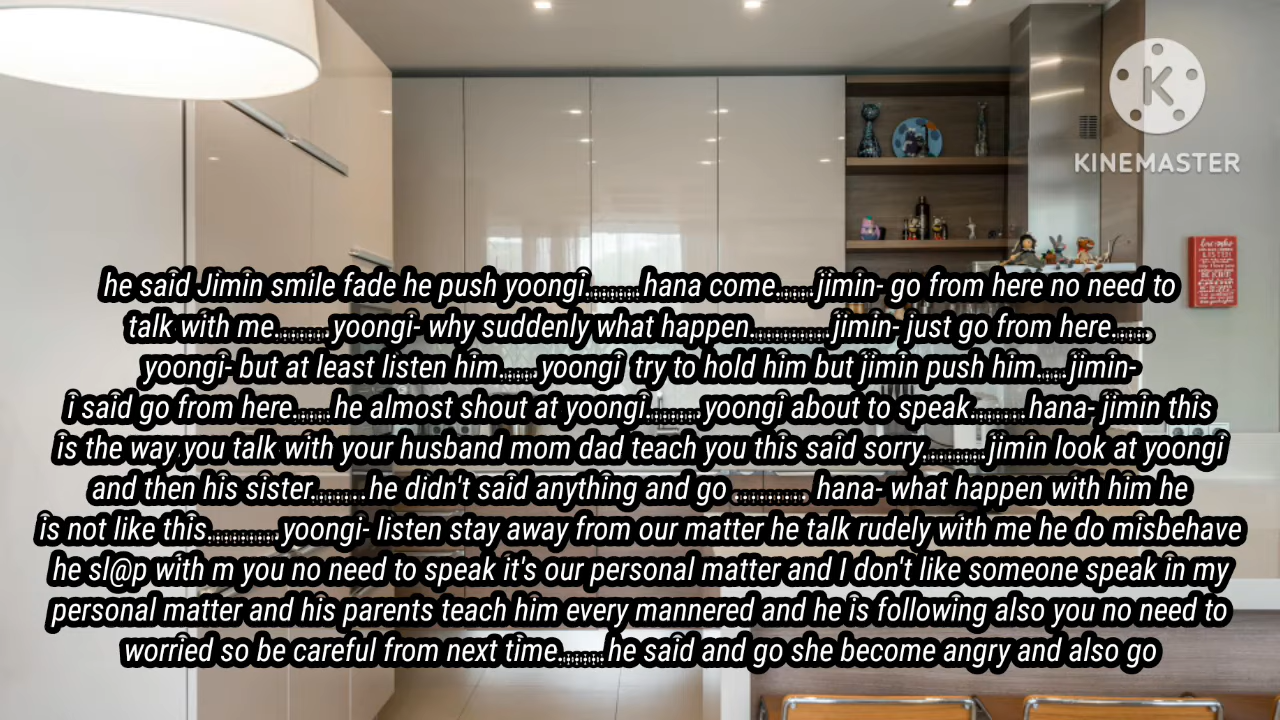 KINEMASTER
he said Jimin smile fade he push yoongi.........hana come......jimin- go from here no need to
talk with me.........yoongi- why suddenly what happen.............jimin- just go from here......
yoongi- but at least listen him......yoongi  try to hold him but jimin push him.....jimin-
i said go from here......he almost shout at yoongi........yoongi about to speak.........hana- jimin this
is the way you talk with your husband mom dad teach you this said sorry..........jimin look at yoongi
and then his sister.........he didn't said anything and go ............ hana- what happen with him he
is not like this............yoongi- listen stay away from our matter he talk rudely with me he do misbehave
he sl@p with m you no need to speak it's our personal matter and I don't like someone speak in my
personal matter and his parents teach him every mannered and he is following also you no need to
worried so be careful from next time.......he said and go she become angry and also go